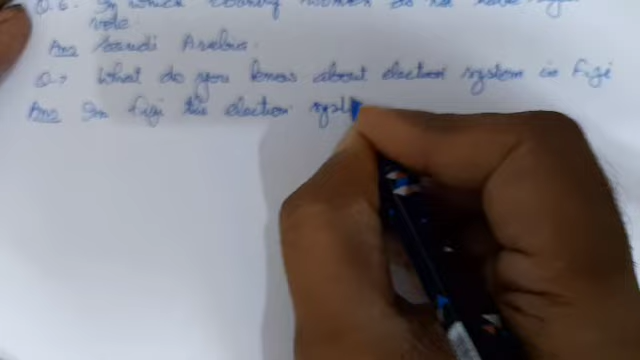 Q.6. In which country women do not have right
vote.
Ans Saudi Arabia.
Q.7 What do you know about election system in Fiji
Ans In Fiji the election syst